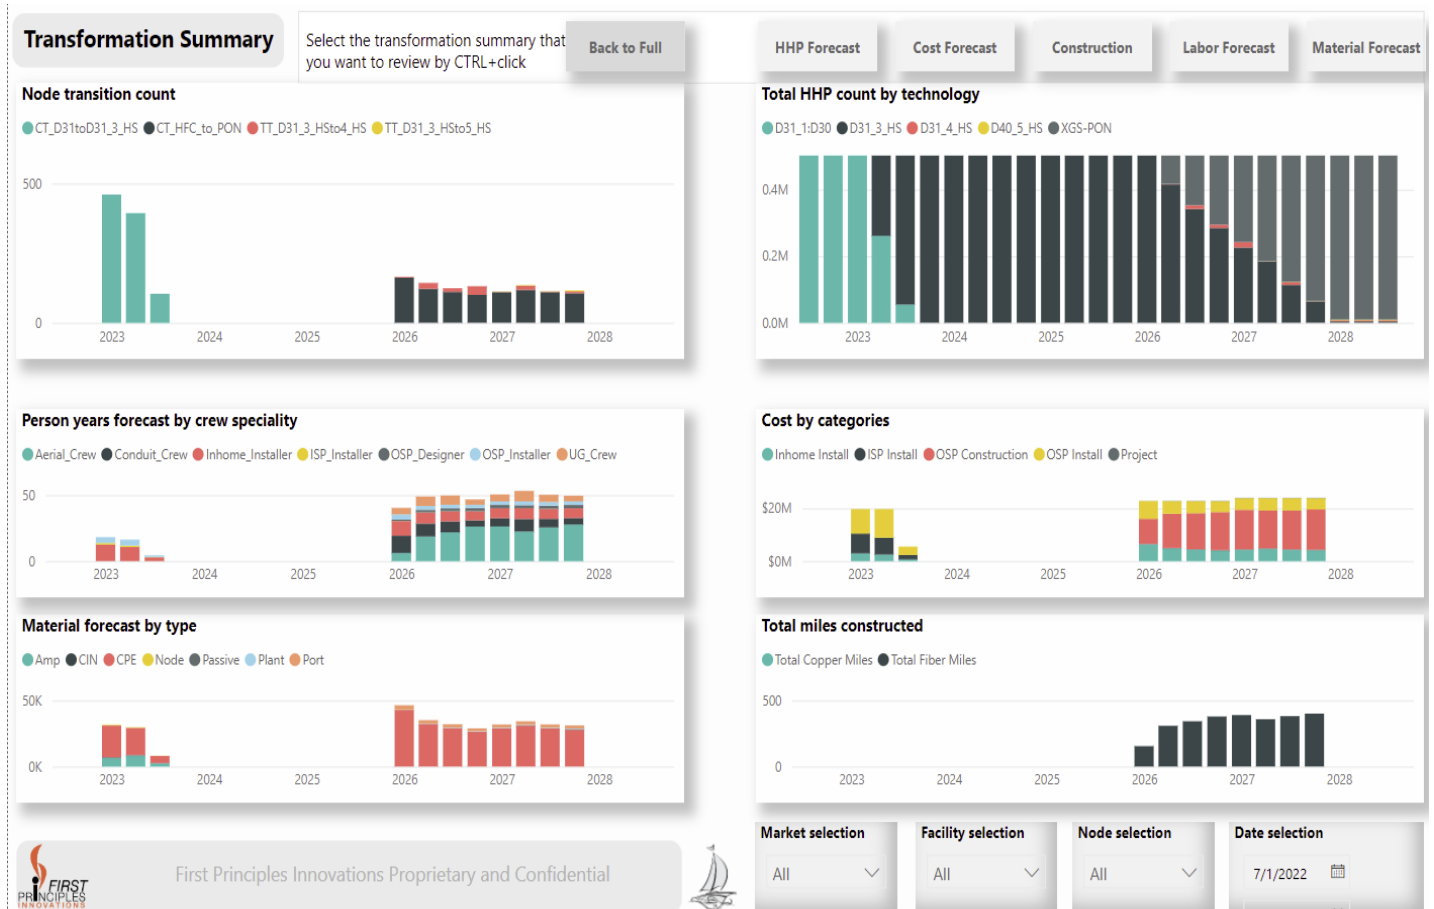 Transformation Summary
Select the transformation summary that
you want to review by CTRL+click
Back to Full
HHP Forecast
Cost Forecast
Construction
Labor Forecast
Material Forecast
Node transition count
CT_D31toD31_3_HS CT_HFC_to_PON TT_D31_3_HSto4_HS TT_D31_3_HSto5_HS
500
0
2023 2024 2025 2026 2027 2028
Total HHP count by technology
D31_1:D30 D31_3_HS D31_4_HS D40_5_HS XGS-PON
0.4M
0.2M
0.0M
2023 2024 2025 2026 2027 2028
Person years forecast by crew speciality
Aerial_Crew Conduit_Crew Inhome_Installer ISP_Installer OSP_Designer OSP_Installer UG_Crew
50
0
2023 2024 2025 2026 2027 2028
Cost by categories
Inhome Install ISP Install OSP Construction OSP Install Project
$20M
$0M
2023 2024 2025 2026 2027 2028
Material forecast by type
Amp CIN CPE Node Passive Plant Port
50K
0K
2023 2024 2025 2026 2027 2028
Total miles constructed
Total Copper Miles Total Fiber Miles
500
0
2023 2024 2025 2026 2027 2028
FIRST
PRINCIPLES
INNOVATIONS
First Principles Innovations Proprietary and Confidential
Market selection
All
Facility selection
All
Node selection
All
Date selection
7/1/2022